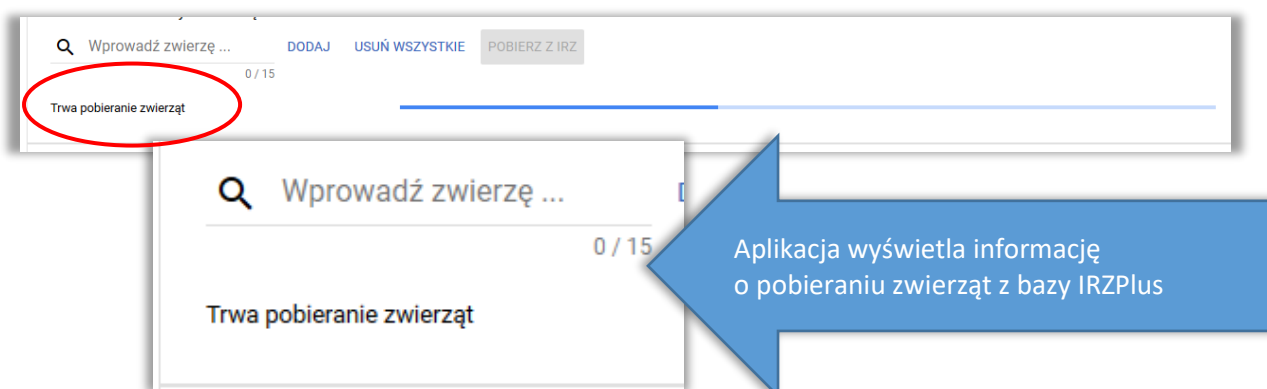 Wprowadź zwierzę ... DODAJ USUŃ WSZYSTKIE POBIERZ Z IRZ
0 / 15
Trwa pobieranie zwierząt
Wprowadź zwierzę ...
0 / 15
Trwa pobieranie zwierząt
Aplikacja wyświetla informację
o pobieraniu zwierząt z bazy IRZPlus